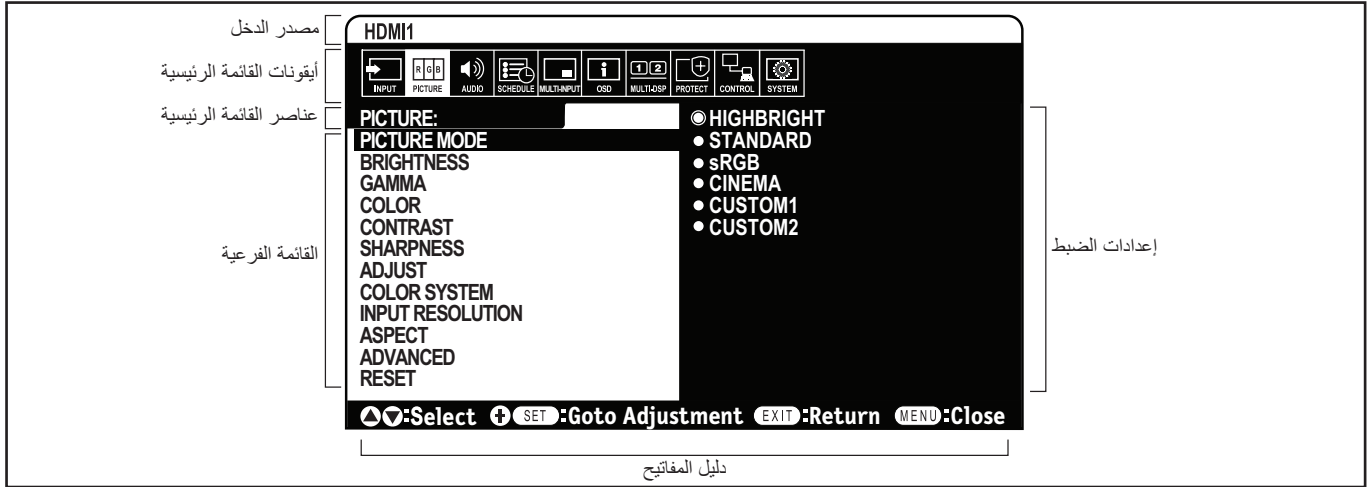 مصدر الدخل
HDMI1
أيقونات القائمة الرئيسية
INPUT
R G B
PICTURE
AUDIO
SCHEDULE
MULTI-INPUT
OSD
1 2
MULTI-DSP
PROTECT
CONTROL
SYSTEM
عناصر القائمة الرئيسية
PICTURE:
القائمة الفرعية
PICTURE MODE
BRIGHTNESS
GAMMA
COLOR
CONTRAST
SHARPNESS
ADJUST
COLOR SYSTEM
INPUT RESOLUTION
ASPECT
ADVANCED
RESET
HIGHBRIGHT
STANDARD
sRGB
CINEMA
CUSTOM1
CUSTOM2
إعدادات الضبط
:Select SET:Goto Adjustment EXIT:Return MENU:Close
دليل المفاتيح